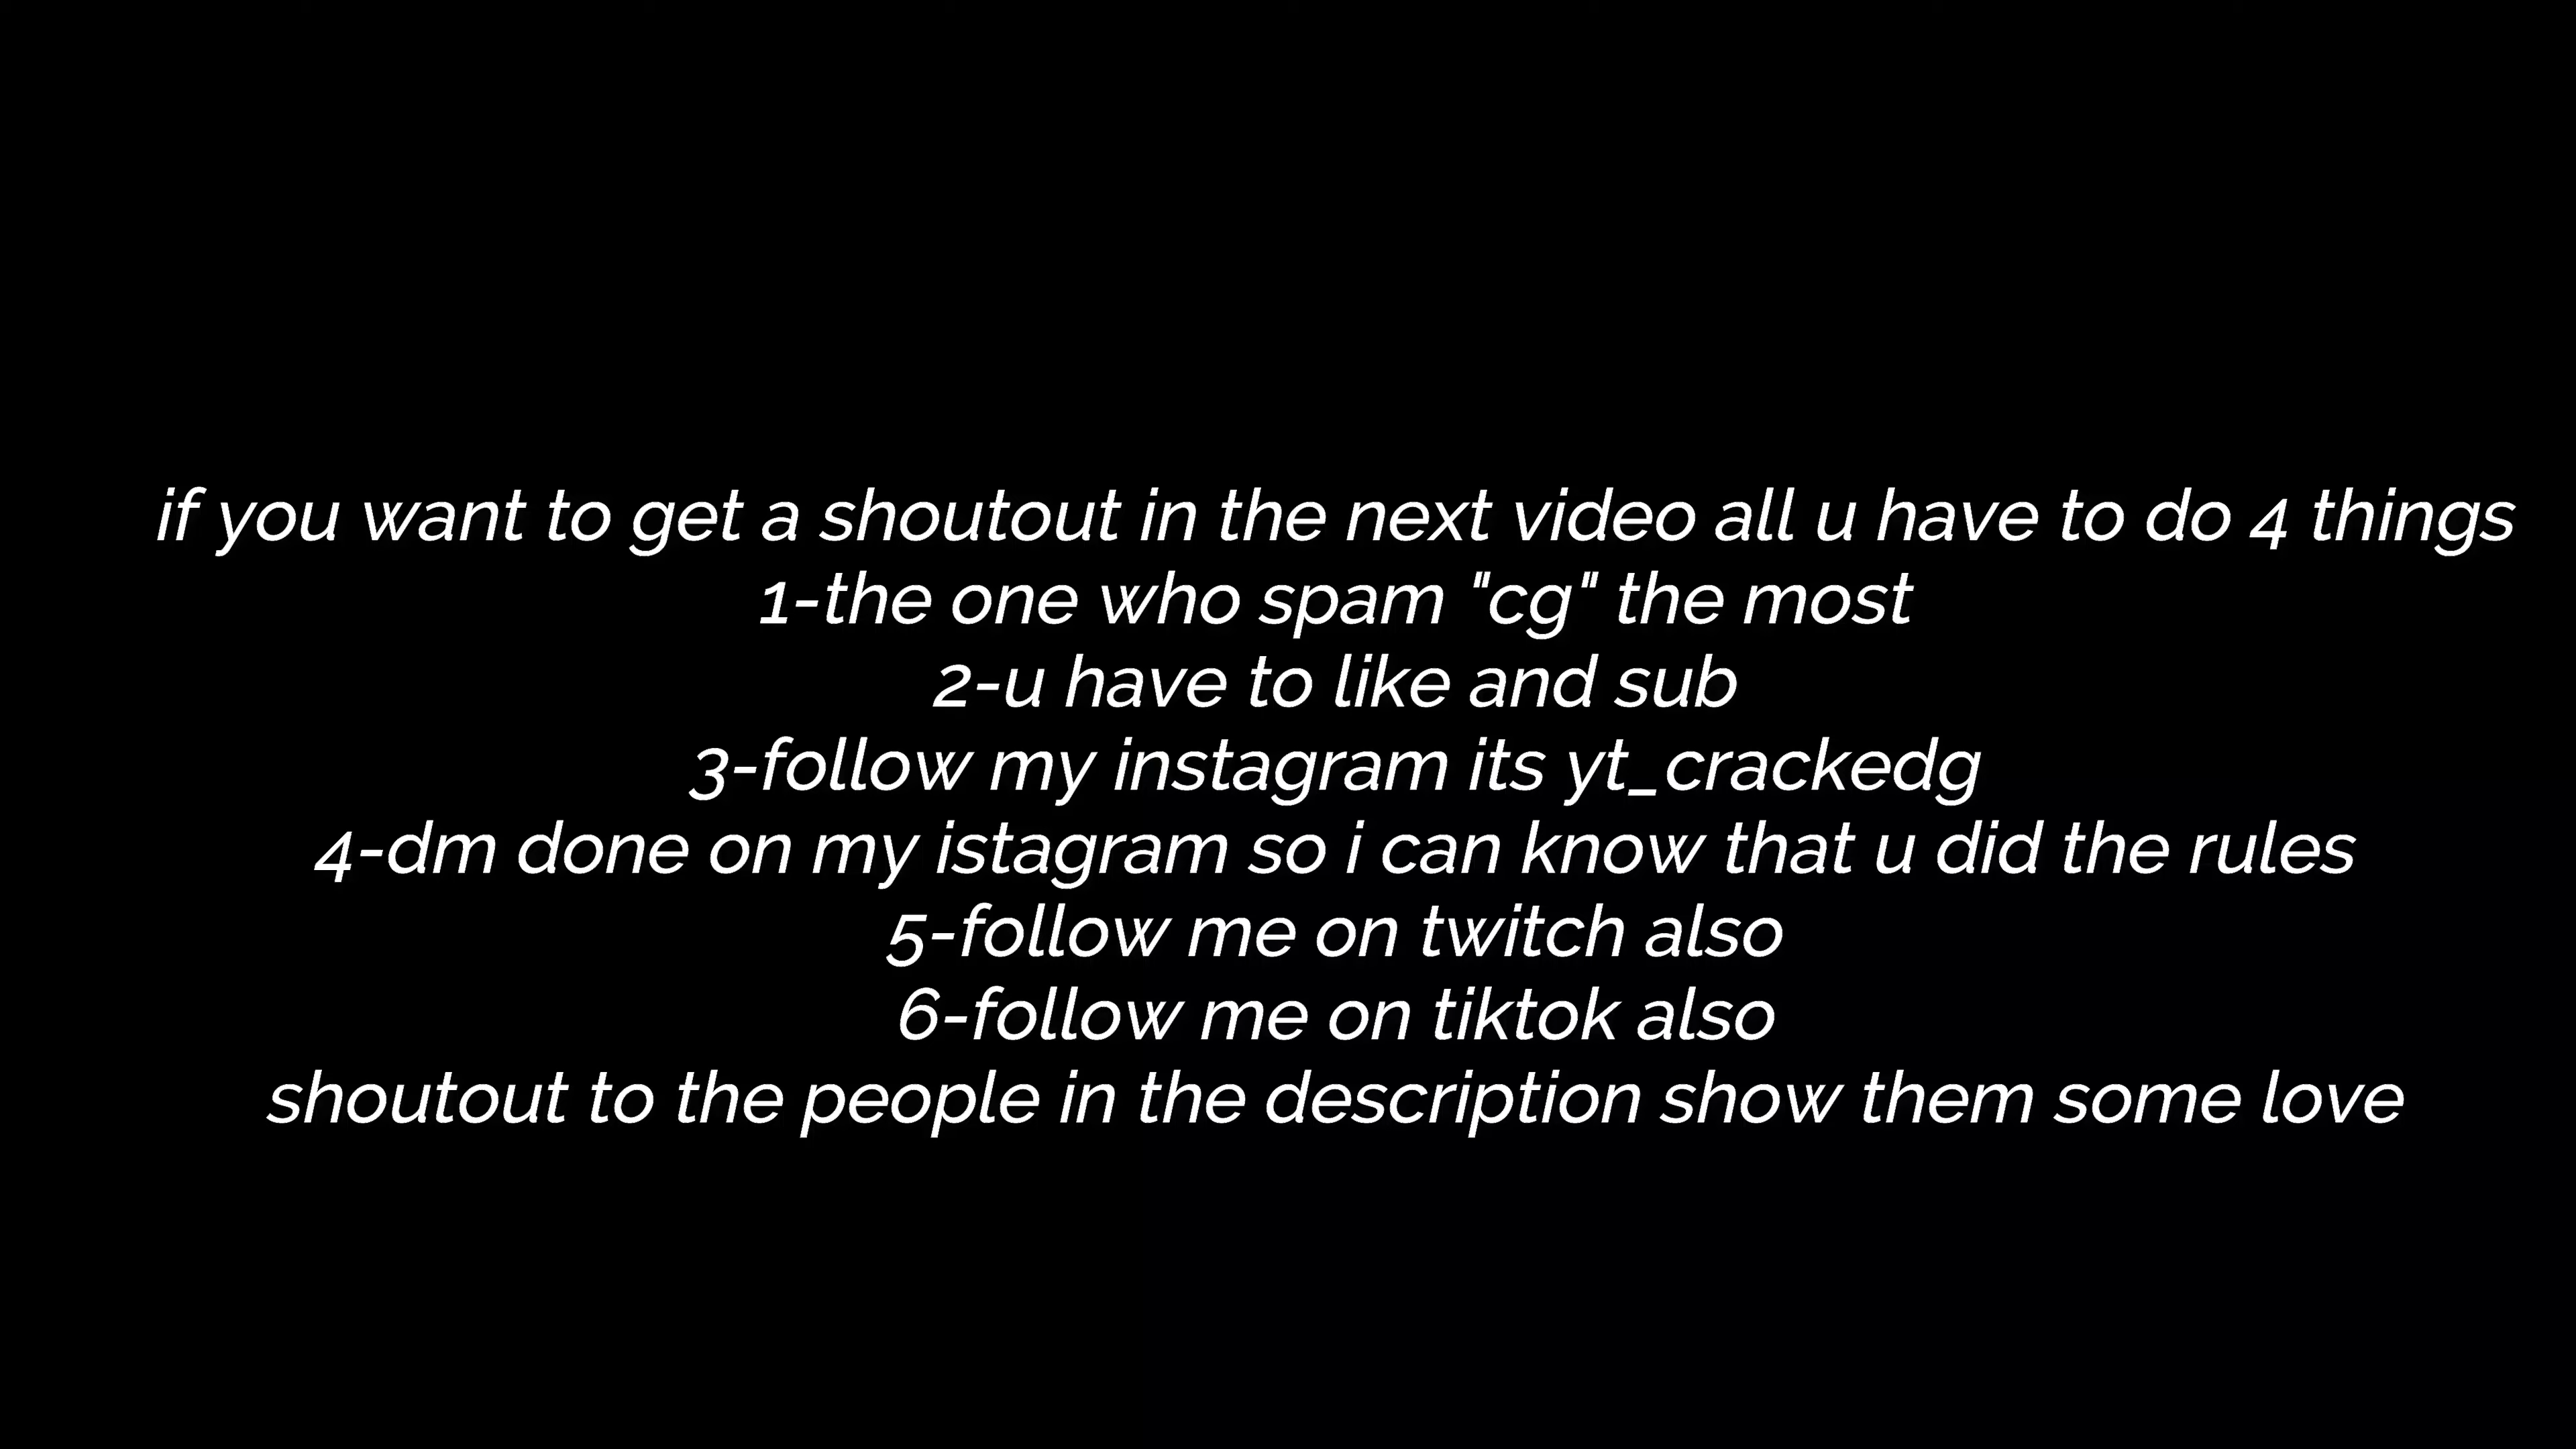 if you want to get a shoutout in the next video all u have to do 4 things
1-the one who spam "cg" the most
2-u have to like and sub
3-follow my instagram its yt_crackedg
4-dm done on my istagram so i can know that u did the rules
5-follow me on twitch also
6-follow me on tiktok also
shoutout to the people in the description show them some love